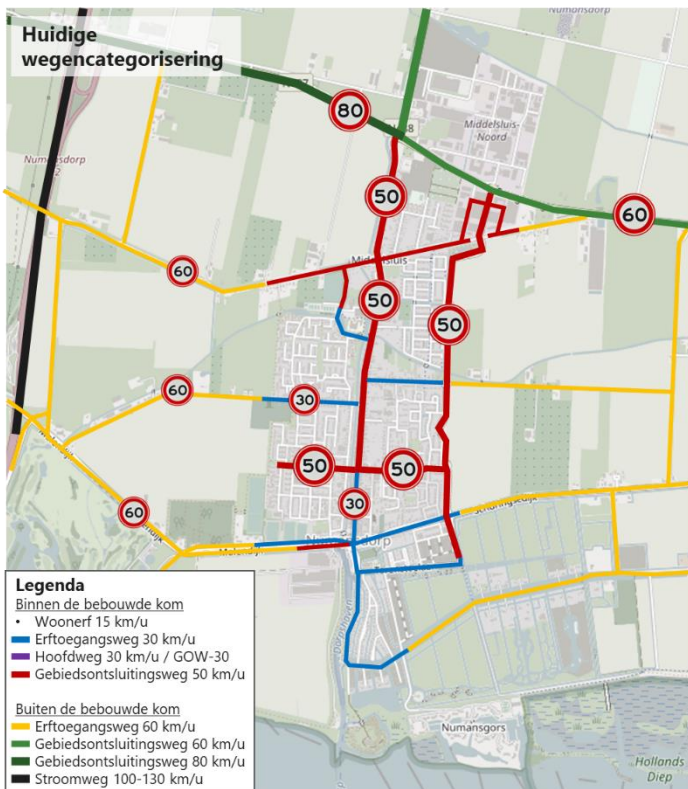 Huidige
wegencategorisering
Numansdorp
80
Middelsluis-
Noord
50
Numansdorp
2
60
60
50
50
60
30
50
50
30
60
Legenda
Binnen de bebouwde kom
• Woonerf 15 km/u
Erftoegangsweg 30 km/u
Hoofdweg 30 km/u / GOW-30
Gebiedsontsluitingsweg 50 km/u
Buiten de bebouwde kom
Erftoegangsweg 60 km/u
Gebiedsontsluitingsweg 60 km/u
Gebiedsontsluitingsweg 80 km/u
Stroomweg 100-130 km/u
Dorpshaven
Numansgors
Hollands
Diep